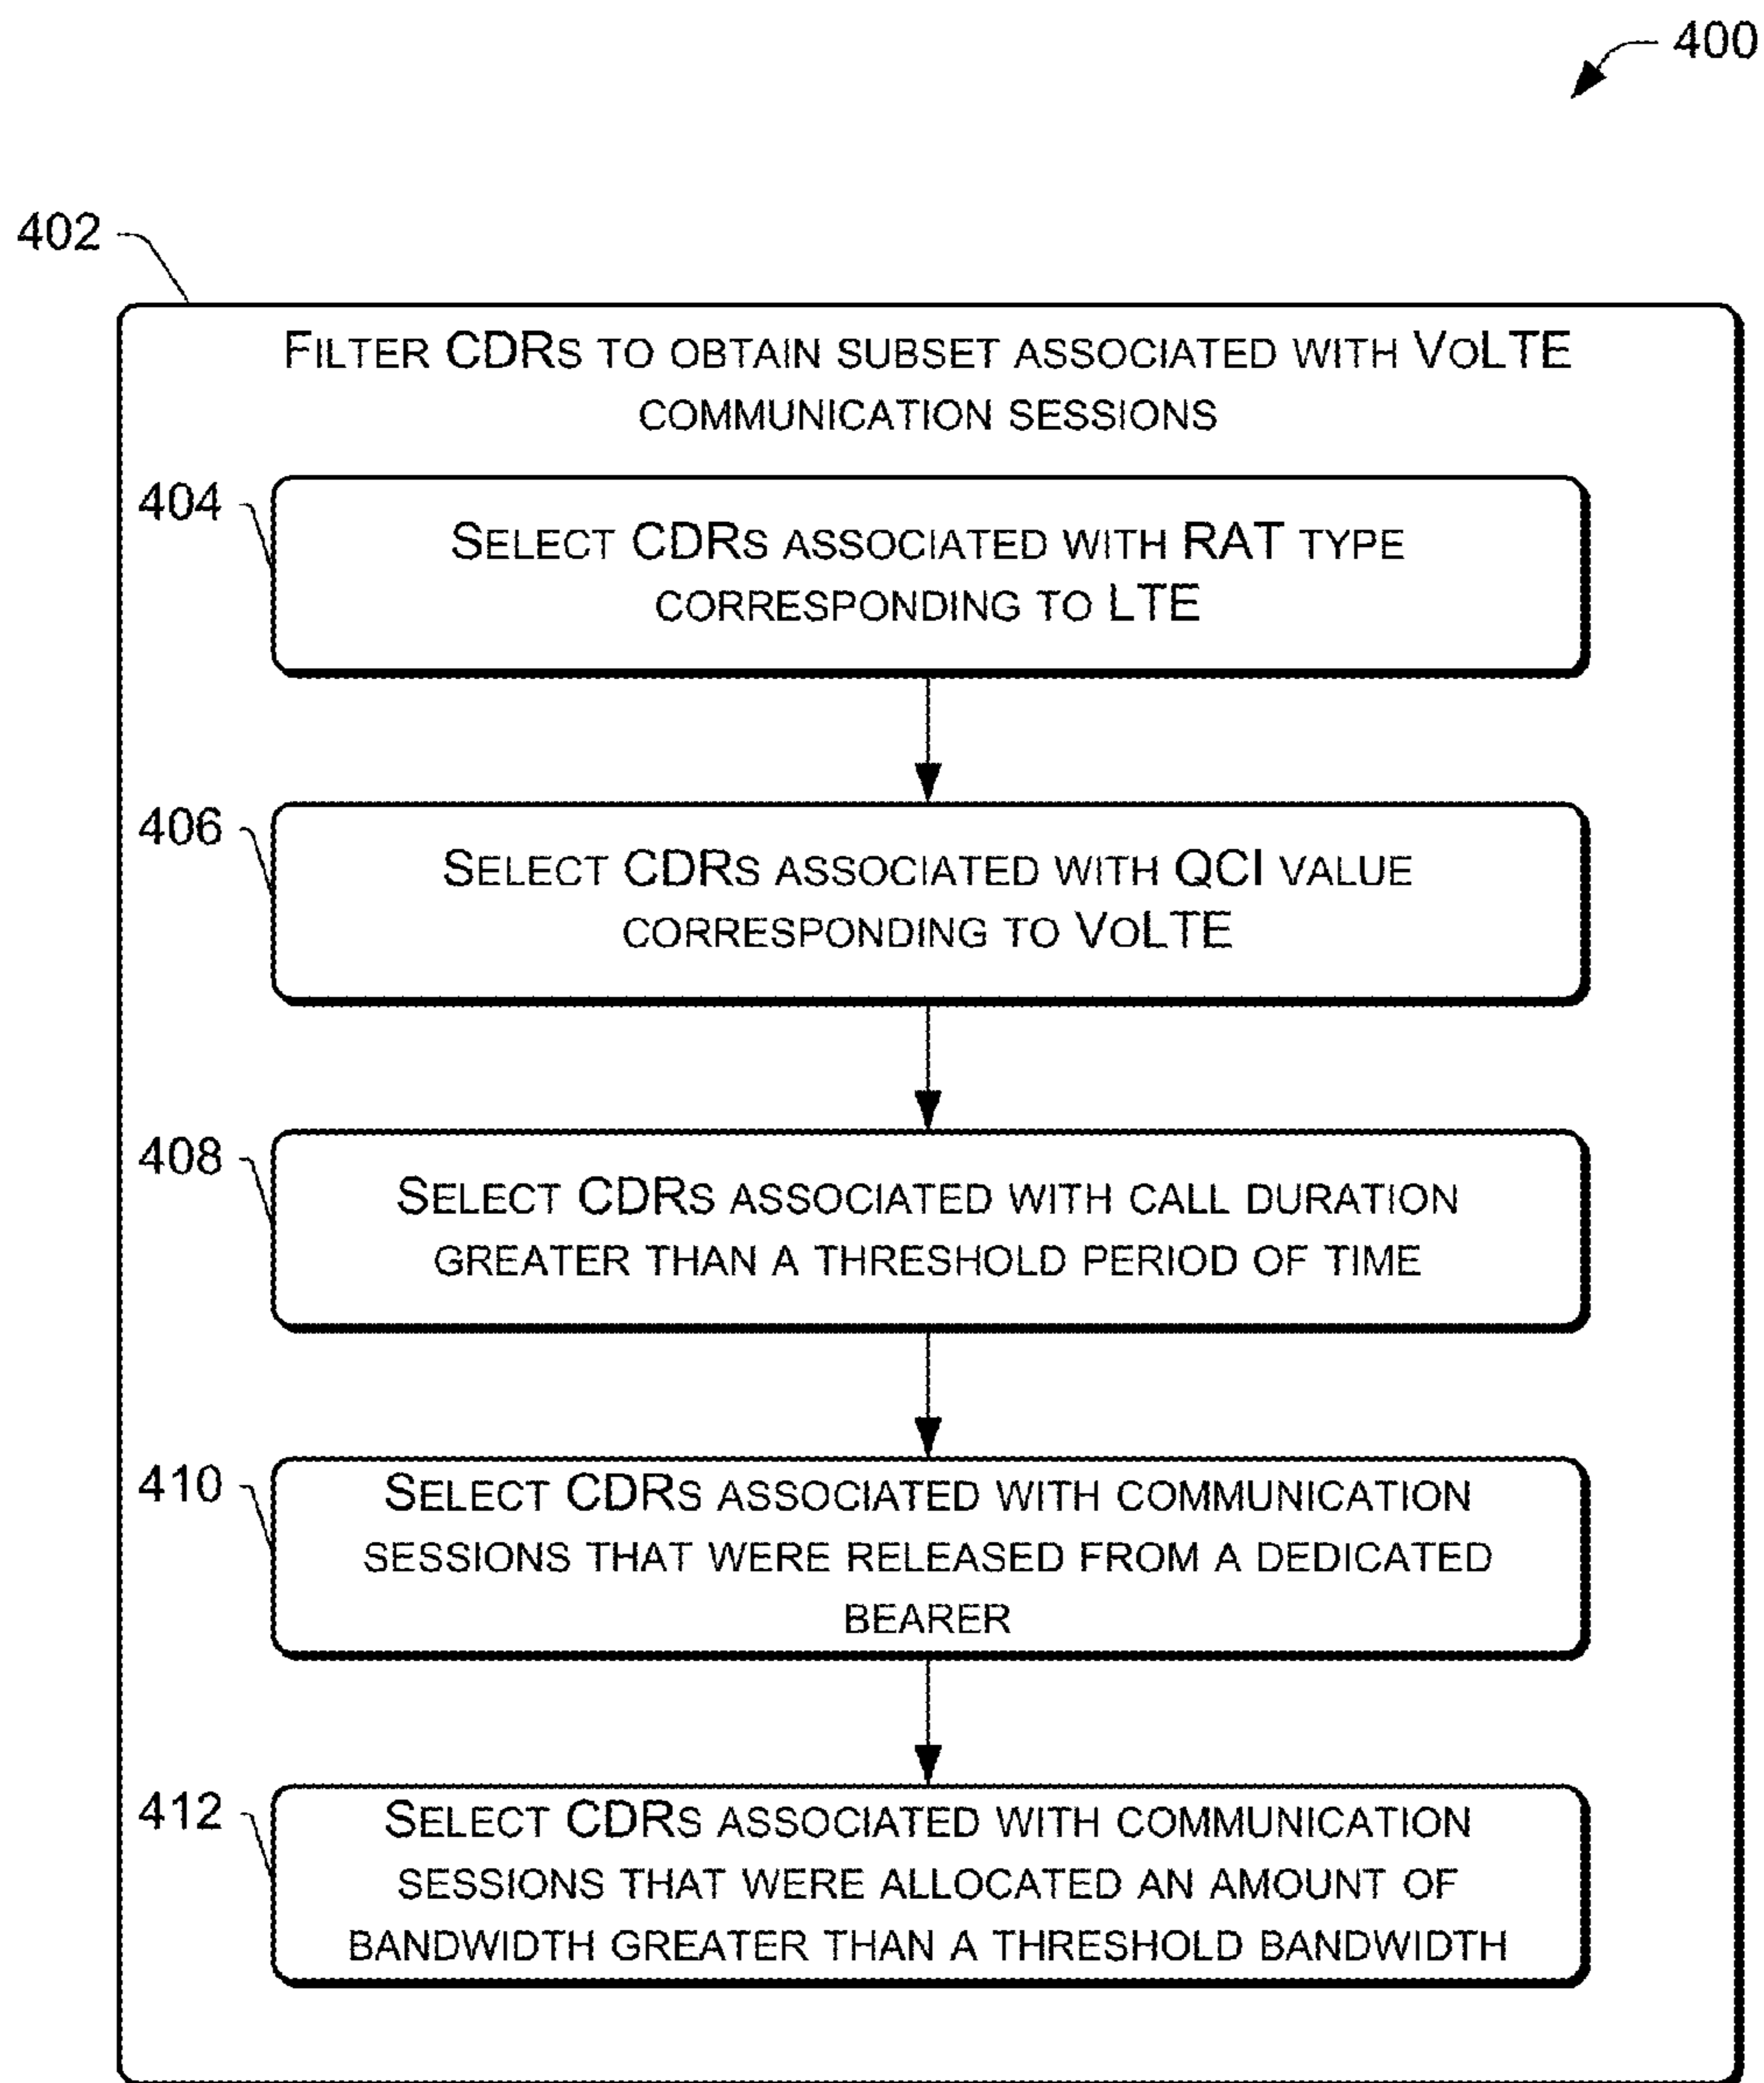 400
402
FILTER CDRS TO OBTAIN SUBSET ASSOCIATED WITH VOLTE
COMMUNICATION SESSIONS
404
SELECT CDRS ASSOCIATED WITH RAT TYPE
CORRESPONDING TO LTE
406
SELECT CDRS ASSOCIATED WITH QCI VALUE
CORRESPONDING TO VOLTE
408
SELECT CDRS ASSOCIATED WITH CALL DURATION
GREATER THAN A THRESHOLD PERIOD OF TIME
410
SELECT CDRS ASSOCIATED WITH COMMUNICATION
SESSIONS THAT WERE RELEASED FROM A DEDICATED
BEARER
412
SELECT CDRS ASSOCIATED WITH COMMUNICATION
SESSIONS THAT WERE ALLOCATED AN AMOUNT OF
BANDWIDTH GREATER THAN A THRESHOLD BANDWIDTH